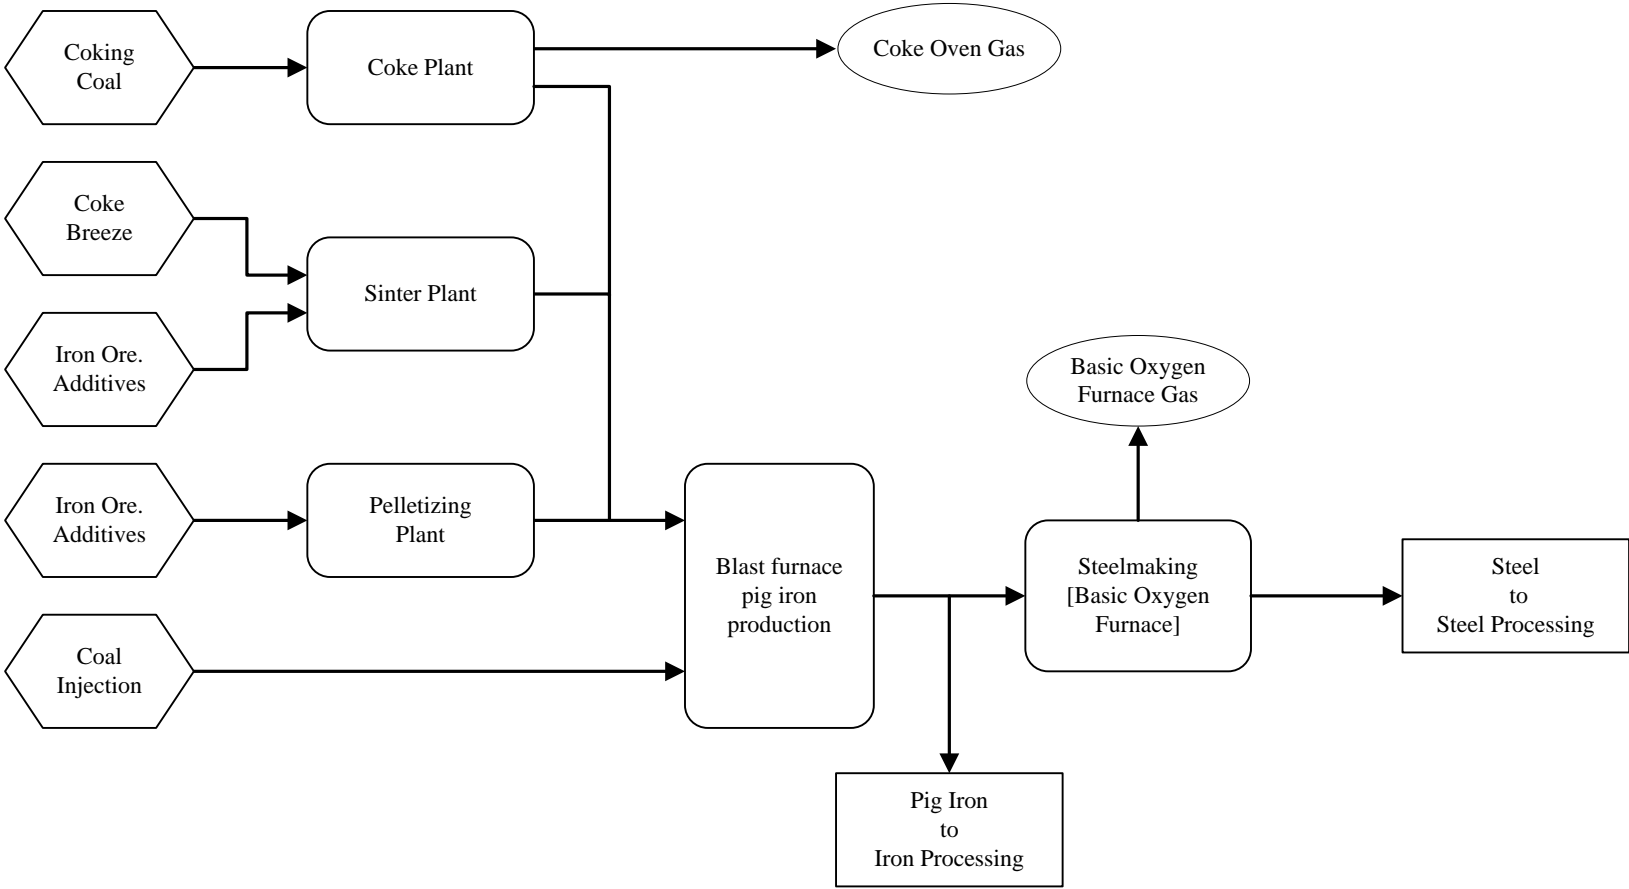 Coking
Coal
Coke Plant
Coke Oven Gas
Coke
Breeze
Sinter Plant
Iron Ore.
Additives
Basic Oxygen
Furnace Gas
Iron Ore.
Additives
Pelletizing
Plant
Blast furnace
pig iron
production
Steelmaking
[Basic Oxygen
Furnace]
Steel
to
Steel Processing
Coal
Injection
Pig Iron
to
Iron Processing